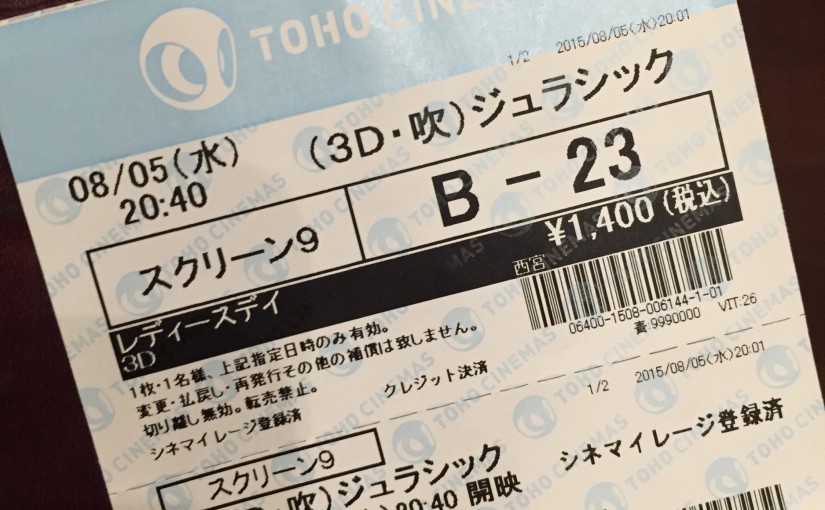 TOHO CINEM
1/2 2015/08/05(水)20:01
08/05(水) (3D・吹)ジュラシック
20:40
スクリーン9 B - 23
¥1,400(税込)
レディースデイ
3D
西宮
06400-1508-006144-1-01
VIT:26
1枚・1名様、上記指定日時のみ有効。
変更・払戻し・再発行その他の補償は致しません。
切り離し無効。転売禁止。
クレジット決済
シネマイレージ登録済
1/2 2015/08/05(水)20:01
スクリーン9
シネマイレージ登録済
吹)ジュラシック
20:40 開映